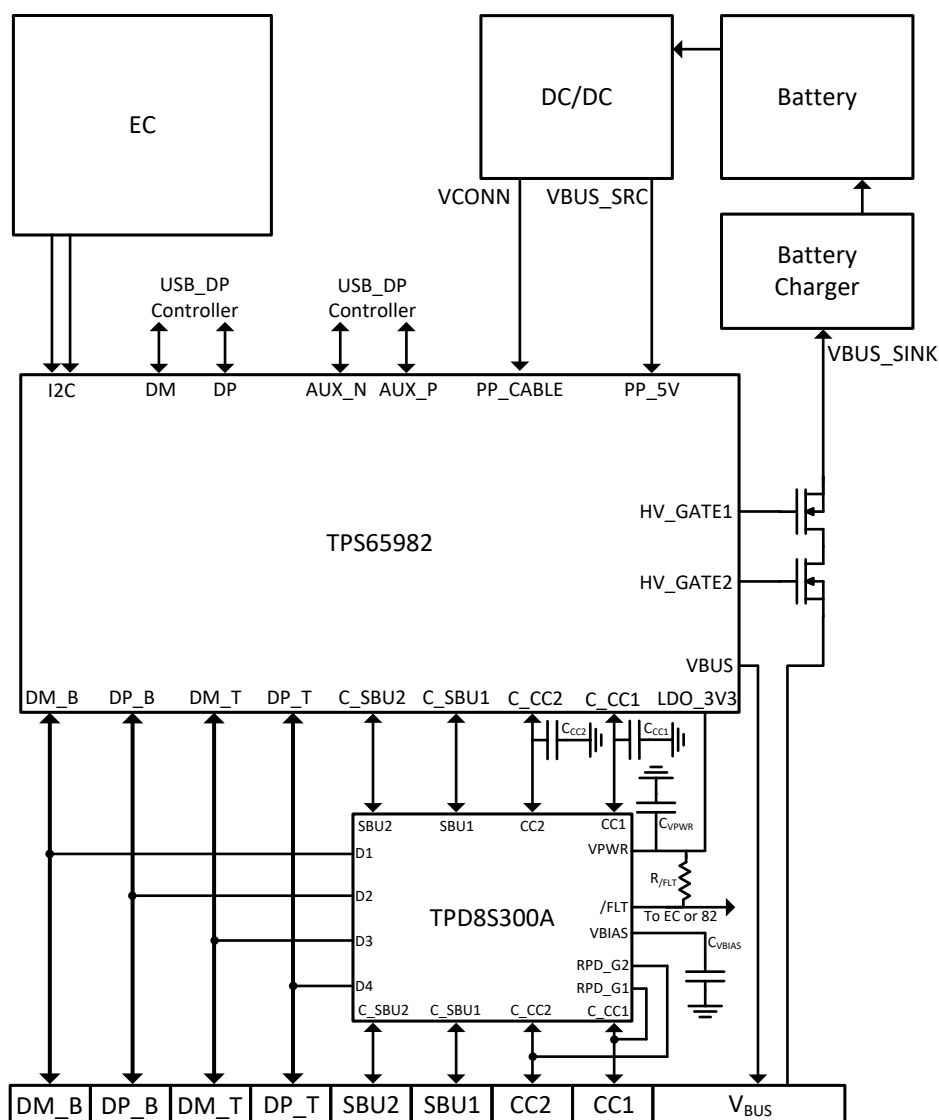 EC
DC/DC
Battery
VCONN
VBUS_SRC
Battery
Charger
USB_DP
Controller
USB_DP
Controller
VBUS_SINK
I2C
DM
DP
AUX_N
AUX_P
PP_CABLE
PP_5V
HV_GATE1
TPS65982
HV_GATE2
VBUS
DM_B
DP_B
DM_T
DP_T
C_SBU2
C_SBU1
C_CC2
C_CC1
LDO_3V3
CCC2
CCC1
CVPWR
SBU2
SBU1
CC2
CC1
VPWR
D1
R/FLT
D2
/FLT
To EC or 82
TPD8S300A
VBIAS
CVBIAS
D3
RPD_G2
RPD_G1
D4
C_SBU2
C_SBU1
C_CC2
C_CC1
DM_B
DP_B
DM_T
DP_T
SBU2
SBU1
CC2
CC1
VBUS